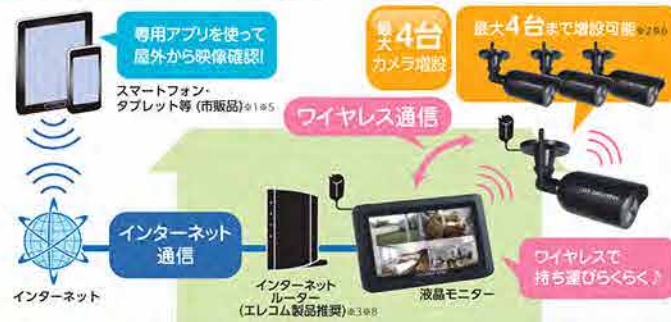 専用アプリを使って
屋外から映像確認!
スマートフォン・
タブレット等(市販品)※1※5
最大4台
カメラ増設
最大4台まで増設可能※2※6
ワイヤレス通信
インターネット
通信
インターネット
インターネット
ルーター
(エレコム製品推奨)※3※8
液晶モニター
ワイヤレスで
持ち運びらくらく♪